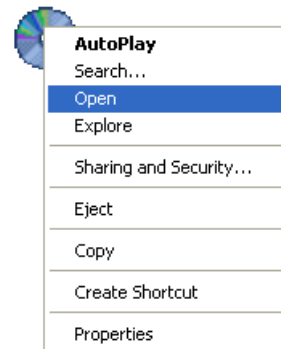 AutoPlay
Search...
Open
Explore
Sharing and Security...
Eject
Copy
Create Shortcut
Properties